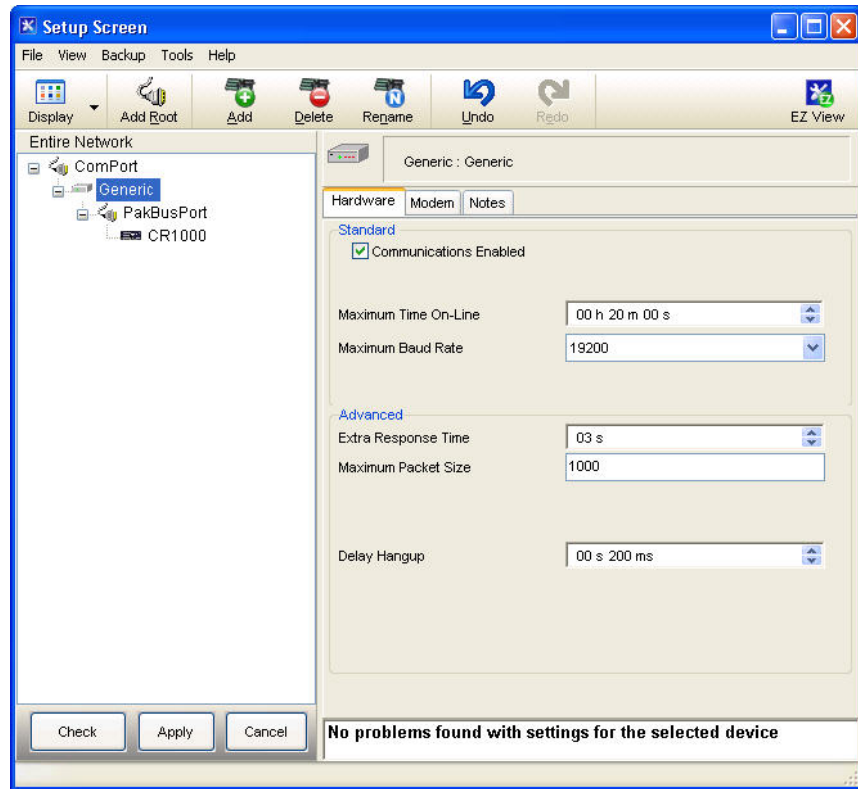 Setup Screen
File View Backup Tools Help
Display Add Root Add Delete Rename Undo Redo EZ View
Entire Network
ComPort
Generic
PakBusPort
CR1000
Generic : Generic
Hardware Modem Notes
Standard
Communications Enabled
Maximum Time On-Line 00 h 20 m 00 s
Maximum Baud Rate 19200
Advanced
Extra Response Time 03 s
Maximum Packet Size 1000
Delay Hangup 00 s 200 ms
Check Apply Cancel
No problems found with settings for the selected device